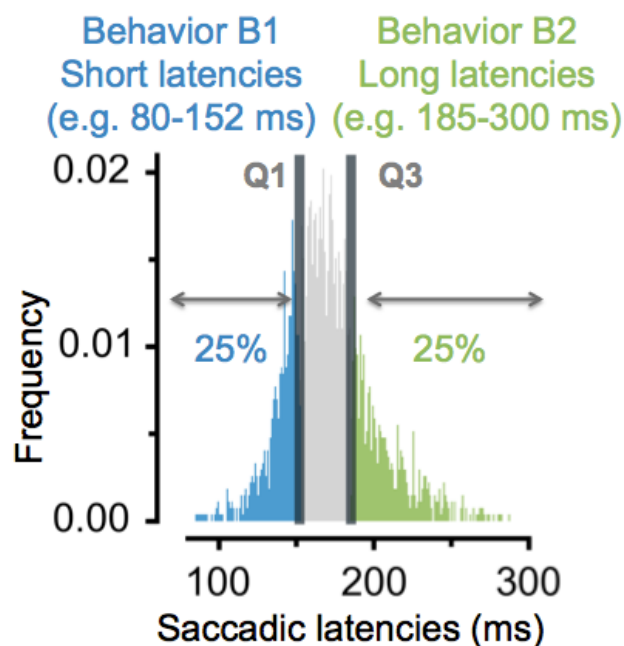 Behavior B1
Short latencies
(e.g. 80-152 ms)
Behavior B2
Long latencies
(e.g. 185-300 ms)
0.02
Q1
Q3
25%
25%
0.01
0.00
Frequency
100
200
300
Saccadic latencies (ms)